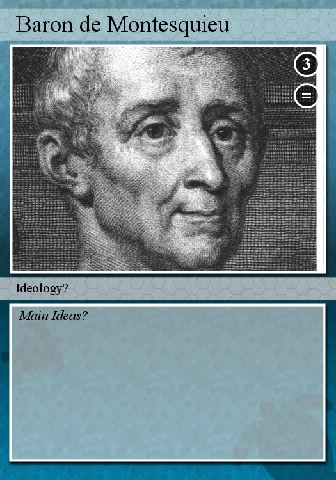 Baron de Montesquieu
3
=
Ideology?
Main Ideas?